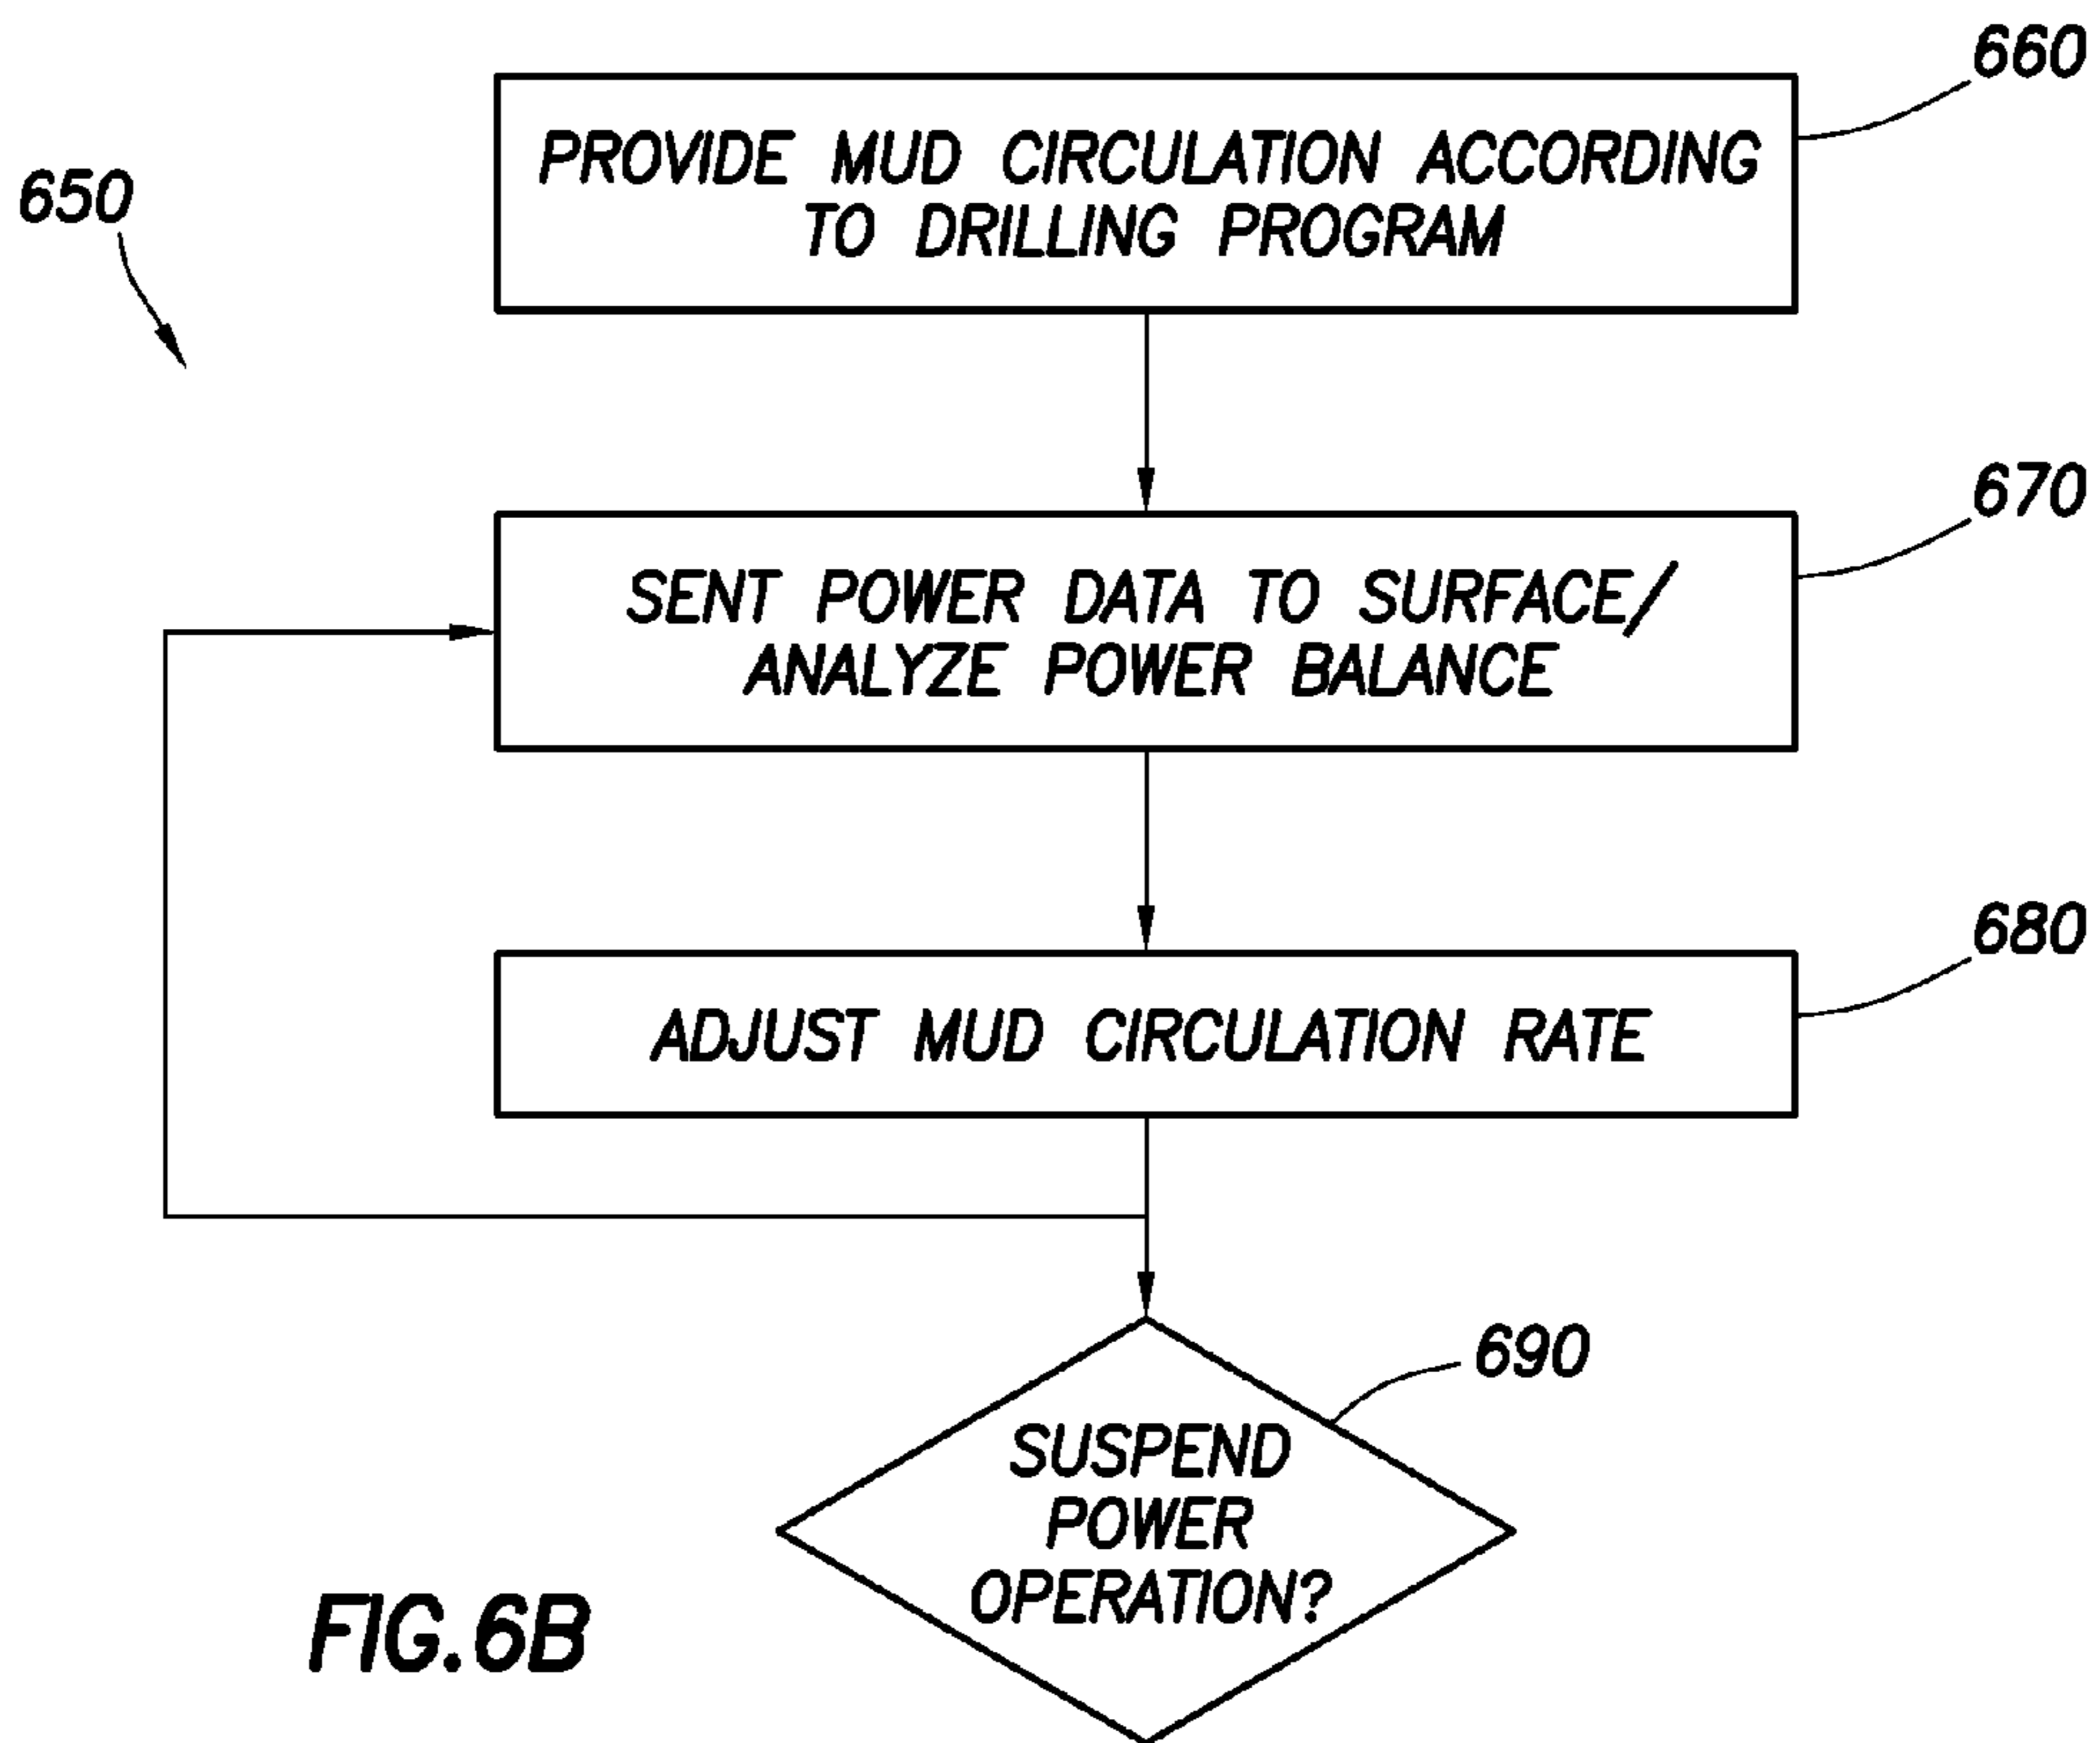 660
PROVIDE MUD CIRCULATION ACCORDING
TO DRILLING PROGRAM
650
670
SENT POWER DATA TO SURFACE/
ANALYZE POWER BALANCE
680
ADJUST MUD CIRCULATION RATE
690
SUSPEND
POWER
OPERATION?
FIG.6B